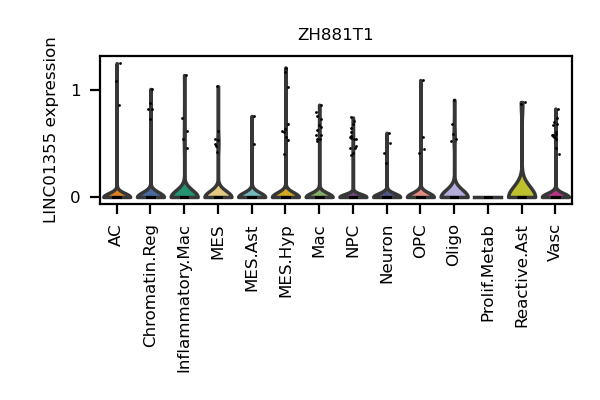 ZH881T1
LINC01355 expression
1
0
AC
Chromatin.Reg
Inflammatory.Mac
MES
MES.Ast
MES.Hyp
Mac
NPC
Neuron
OPC
Oligo
Prolif.Metab
Reactive.Ast
Vasc